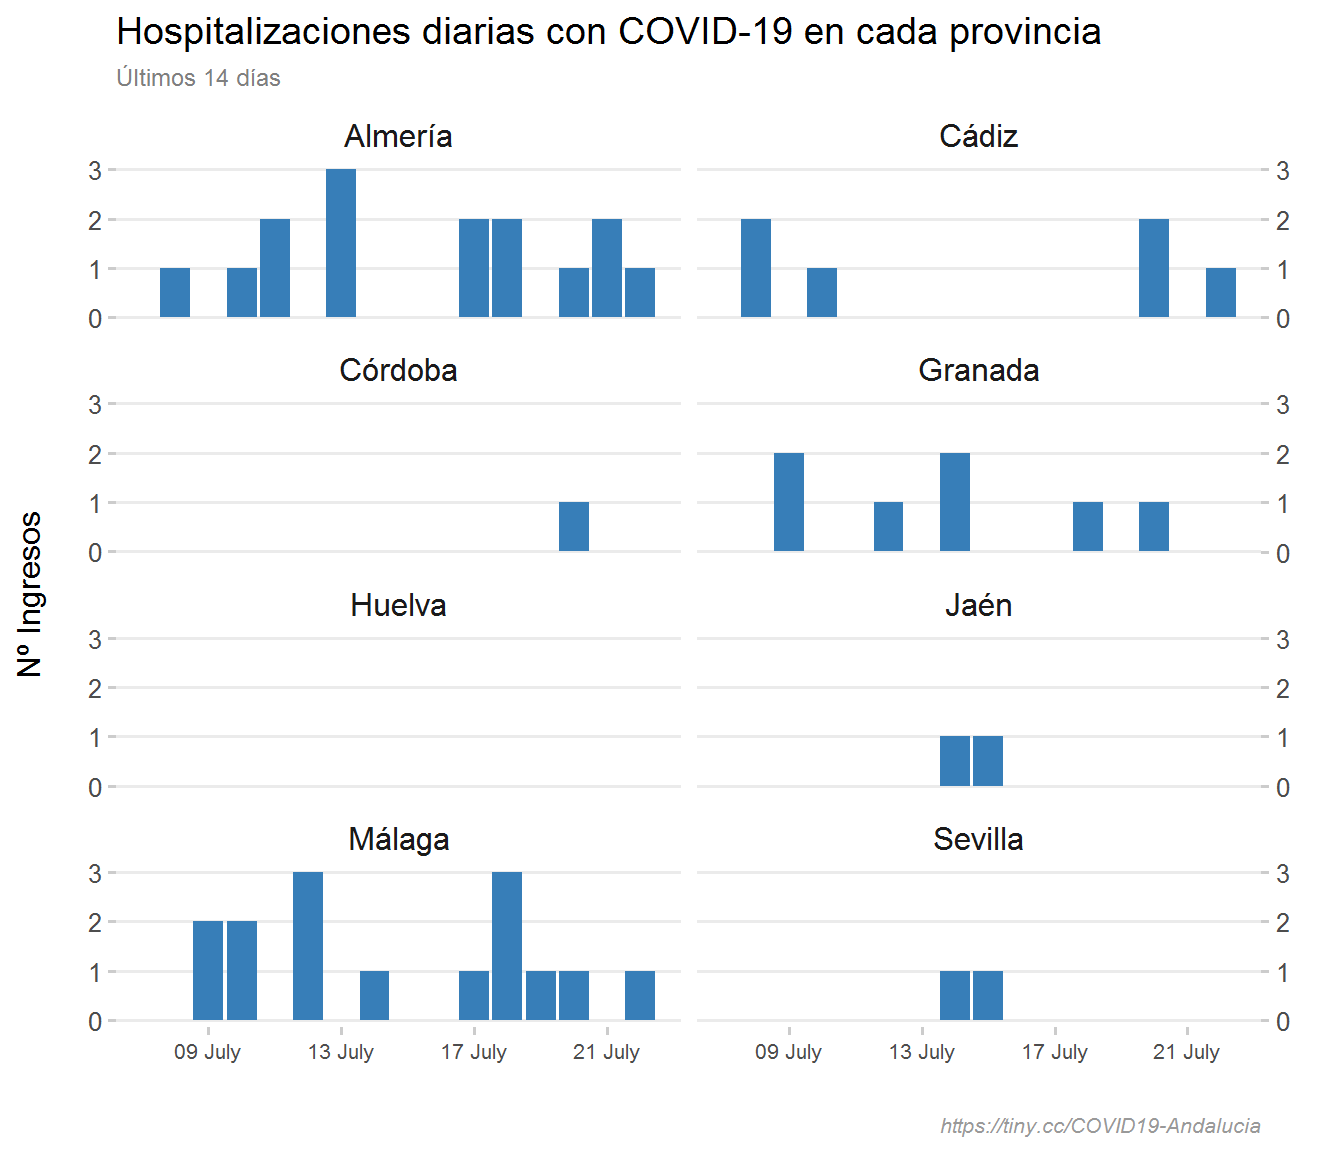 Hospitalizaciones diarias con COVID-19 en cada provincia
Últimos 14 días
Almería
Cádiz
3
2
1
0
3
2
1
0
Córdoba
Granada
3
2
1
0
3
2
1
0
Nº Ingresos
Huelva
Jaén
3
2
1
0
3
2
1
0
Málaga
Sevilla
3
2
1
0
3
2
1
0
09 July 13 July 17 July 21 July
09 July 13 July 17 July 21 July
https://tiny.cc/COVID19-Andalucia